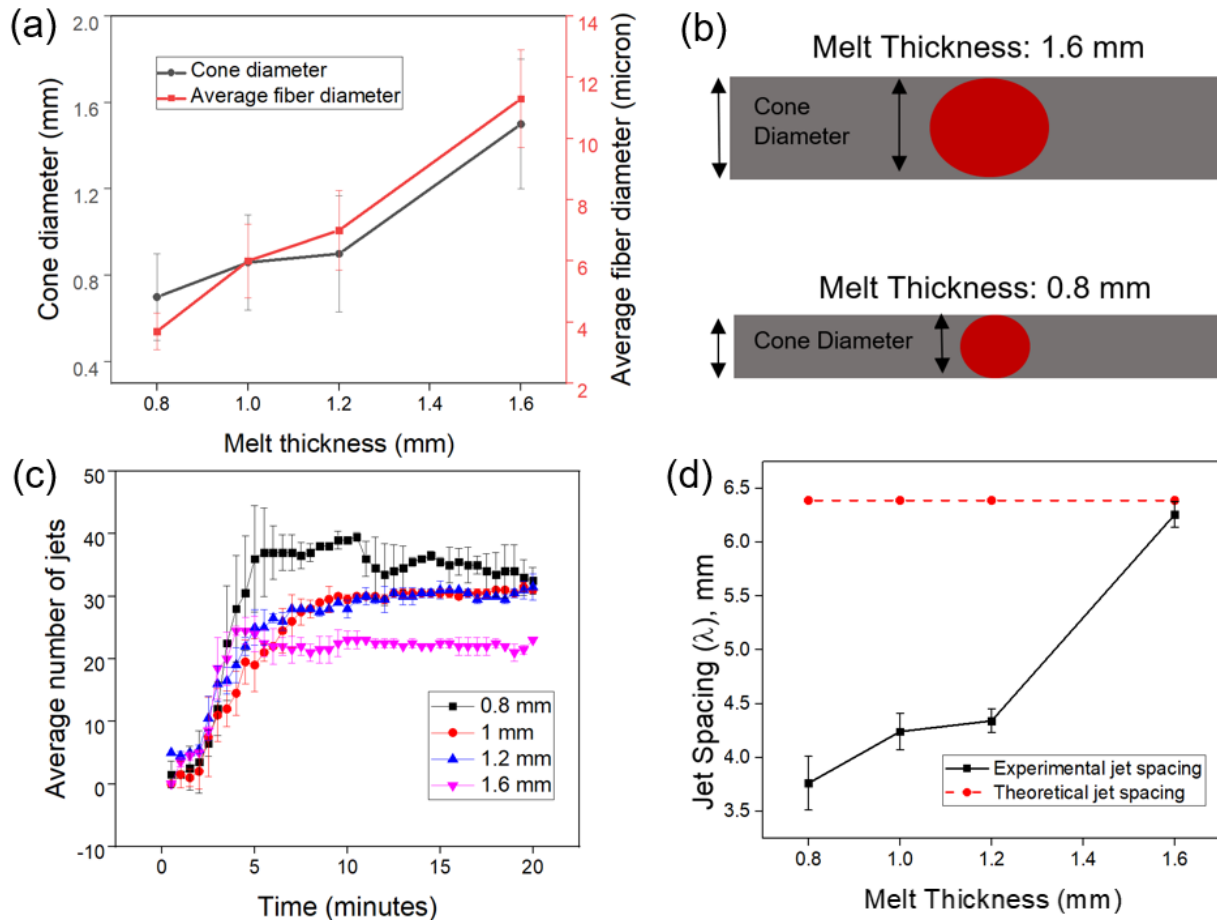 (a)
2.0
1.6
1.2
0.8
0.4
Cone diameter (mm)
14
12
10
8
6
4
2
Average fiber diameter (micron)
Cone diameter
Average fiber diameter
0.8 1.0 1.2 1.4 1.6
Melt thickness (mm)
(b)
Melt Thickness: 1.6 mm
Cone
Diameter
Melt Thickness: 0.8 mm
Cone Diameter
(c)
50
40
30
20
10
0
-10
Average number of jets
0.8 mm
1 mm
1.2 mm
1.6 mm
0 5 10 15 20
Time (minutes)
(d)
6.5
6.0
5.5
5.0
4.5
4.0
3.5
Jet Spacing (λ), mm
Experimental jet spacing
Theoretical jet spacing
0.8 1.0 1.2 1.4 1.6
Melt Thickness (mm)